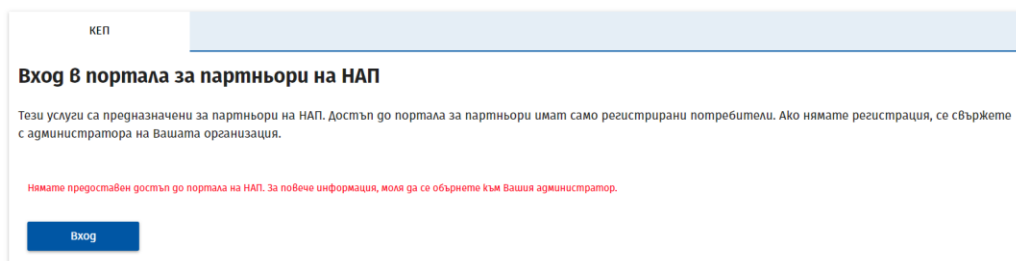 КЕП
Вход в портала за партньори на НАП
Тези услуги са предназначени за партньори на НАП. Достъп до портала за партньори имат само регистрирани потребители. Ако нямате регистрация, се свържете
с администратора на Вашата организация.
Нямате предоставен достъп до портала на НАП. За повече информация, моля да се обърнете към Вашия администратор.
Вход